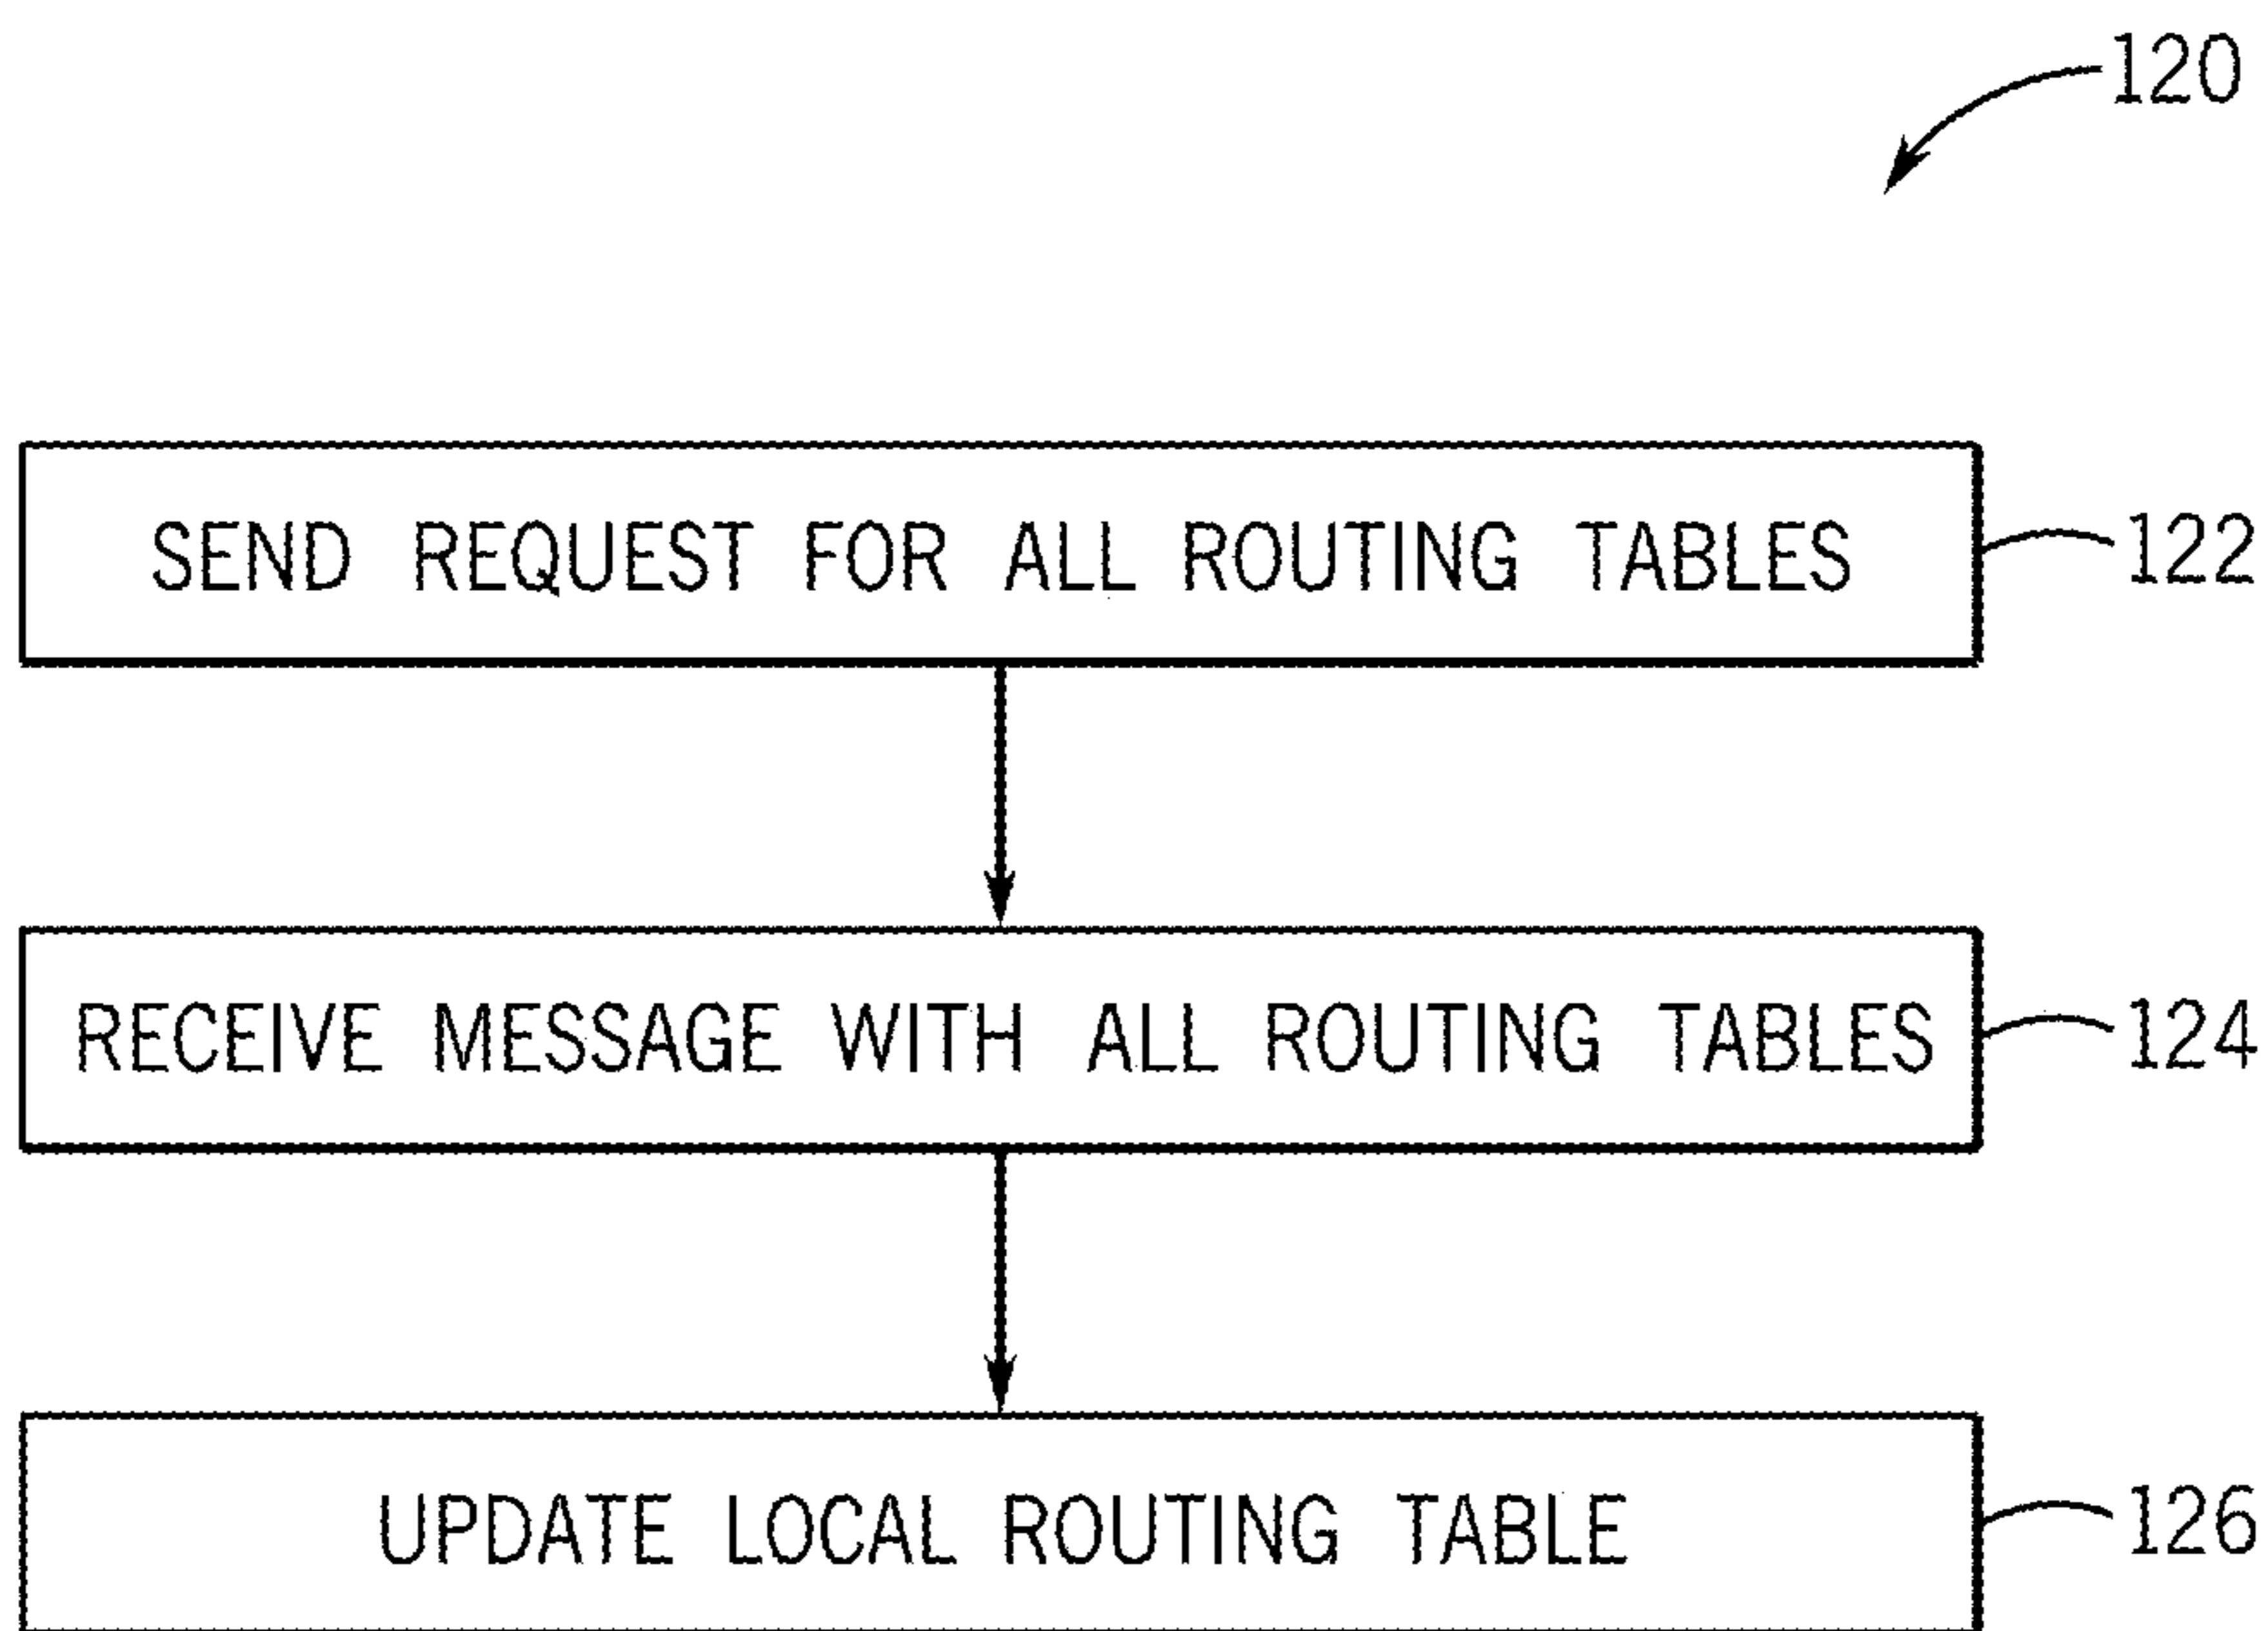 120
SEND REQUEST FOR ALL ROUTING TABLES
122
RECEIVE MESSAGE WITH ALL ROUTING TABLES
124
UPDATE LOCAL ROUTING TABLE
126